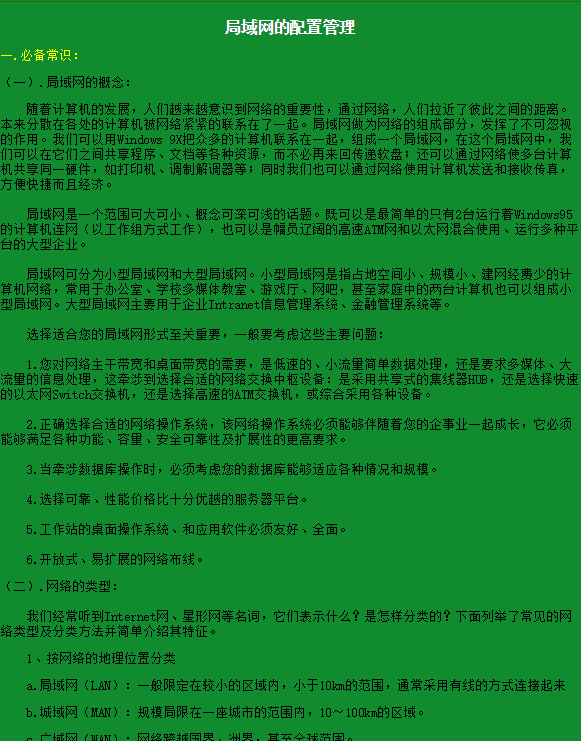 局域网的配置管理
一.必备常识：
（一）.局域网的概念：
随着计算机的发展，人们越来越意识到网络的重要性，通过网络，人们拉近了彼此之间的距离。
本来分散在各处的计算机被网络紧紧的联系在了一起。局域网做为网络的组成部分，发挥了不可忽视
的作用。我们可以用Windows 9X把众多的计算机联系在一起，组成一个局域网，在这个局域网中，我
们可以在它们之间共享程序、文档等各种资源，而不必再来回传递软盘；还可以通过网络使多台计算
机共享同一硬件，如打印机、调制解调器等；同时我们也可以通过网络使用计算机发送和接收传真，
方便快捷而且经济。
局域网是一个范围可大可小、概念可深可浅的话题。既可以是最简单的只有2台运行着Windows95
的计算机连网（以工作组方式工作），也可以是幅员辽阔的高速ATM网和以太网混合使用、运行多种平
台的大型企业。
局域网可分为小型局域网和大型局域网。小型局域网是指占地空间小、规模小、建网经费少的计
算机网络，常用于办公室、学校多媒体教室、游戏厅、网吧，甚至家庭中的两台计算机也可以组成小
型局域网。大型局域网主要用于企业Intranet信息管理系统、金融管理系统等。
选择适合您的局域网形式至关重要，一般要考虑这些主要问题：
1.您对网络主干带宽和桌面带宽的需要，是低速的、小流量简单数据处理，还是要求多媒体、大
流量的信息处理，这牵涉到选择合适的网络交换中枢设备：是采用共享式的集线器HUB，还是选择快速
的以太网Switch交换机，还是选择高速的ATM交换机，或综合采用各种设备。
2.正确选择合适的网络操作系统，该网络操作系统必须能够伴随着您的企事业一起成长，它必须
能够满足各种功能、容量、安全可靠性及扩展性的更高要求。
3.当牵涉数据库操作时，必须考虑您的数据库能够适应各种情况和规模。
4.选择可靠、性能价格比十分优越的服务器平台。
5.工作站的桌面操作系统、和应用软件必须友好、全面。
6.开放式、易扩展的网络布线。
（二）.网络的类型：
我们经常听到Internet网、星形网等名词，它们表示什么？是怎样分类的？下面列举了常见的网
络类型及分类方法并简单介绍其特征。
1、按网络的地理位置分类
a.局域网（LAN）：一般限定在较小的区域内，小于10km的范围，通常采用有线的方式连接起来
b.城域网（MAN）：规模局限在一座城市的范围内，10～100km的区域。
c.广域网（WAN）：网络跨越国界、洲界，甚至全球范围。